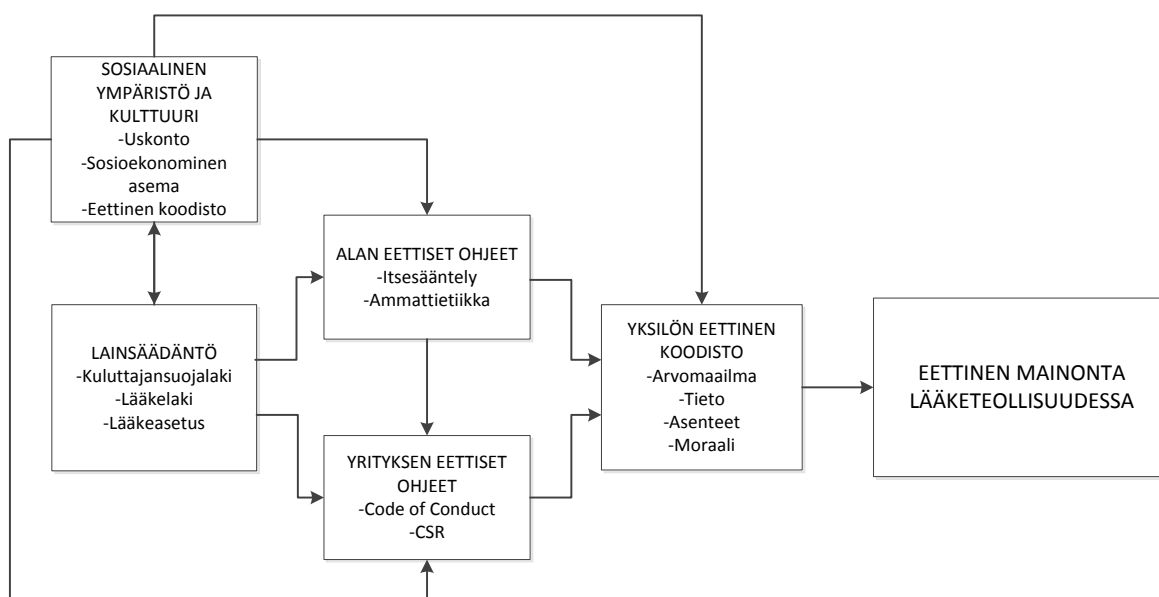 SOSIAALINEN
YMPÄRISTÖ JA
KULTTUURI
-Uskonto
-Sosioekonominen
asema
-Eettinen koodisto
LAINSÄÄDÄNTÖ
-Kuluttajansuojalaki
-Lääkelaki
-Lääkeasetus
ALAN EETTISET OHJEET
-Itsesääntely
-Ammattietiikka
YRITYKSEN EETTISET
OHJEET
-Code of Conduct
-CSR
YKSILÖN EETTINEN
KOODISTO
-Arvomaailma
-Tieto
-Asenteet
-Moraali
EETTINEN MAINONTA
LÄÄKETEOLLISUUDESSA